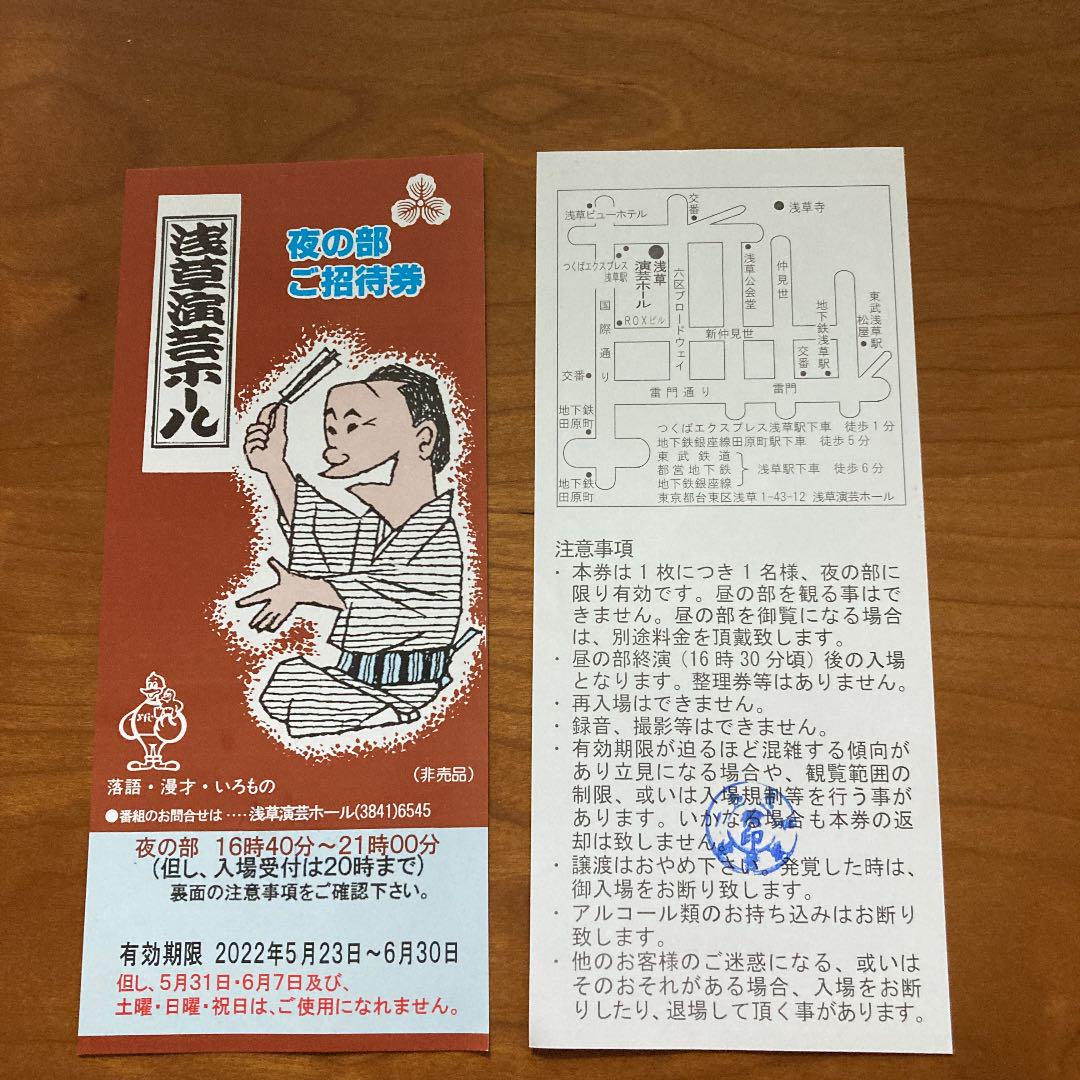 浅草演芸ホール
夜の部
ご招待券
(非売品)
落語・漫才・いろもの
●番組のお問合せは‥‥浅草演芸ホール(3841)6545
夜の部 16時40分～21時00分
(但し、入場受付は20時まで)
裏面の注意事項をご確認下さい。
有効期限 2022年5月23日～6月30日
但し、5月31日・6月7日及び、
土曜・日曜・祝日は、ご使用になれません。
浅草ビューホテル
交番
浅草寺
つくばエクスプレス
浅草駅
浅草
演芸ホール
六区ブロードウェイ
浅草公会堂
仲見世
国際通り
ROXビル
新仲見世
地下鉄浅草駅
交番
東武浅草駅
松屋
交番
雷門通り
雷門
地下鉄
田原町
地下鉄
田原町
つくばエクスプレス浅草駅下車 徒歩1分
地下鉄銀座線田原町駅下車 徒歩5分
東武鉄道
都営地下鉄 浅草駅下車 徒歩6分
地下鉄銀座線
東京都台東区浅草1-43-12 浅草演芸ホール
注意事項
・本券は1枚につき1名様、夜の部に
限り有効です。昼の部を観る事はで
きません。昼の部を御覧になる場合
は、別途料金を頂戴致します。
・昼の部終演（16時30分頃）後の入場
となります。整理券等はありません。
・再入場はできません。
・録音、撮影等はできません。
・有効期限が迫るほど混雑する傾向が
あり立見になる場合や、観覧範囲の
制限、或いは入場規制等を行う事が
あります。いかなる場合も本券の返
却は致しません。
・譲渡はおやめ下さい。発覚した時は、
御入場をお断り致します。
・アルコール類のお持ち込みはお断り
致します。
・他のお客様のご迷惑になる、或いは
そのおそれがある場合、入場をお断
りしたり、退場して頂く事があります。